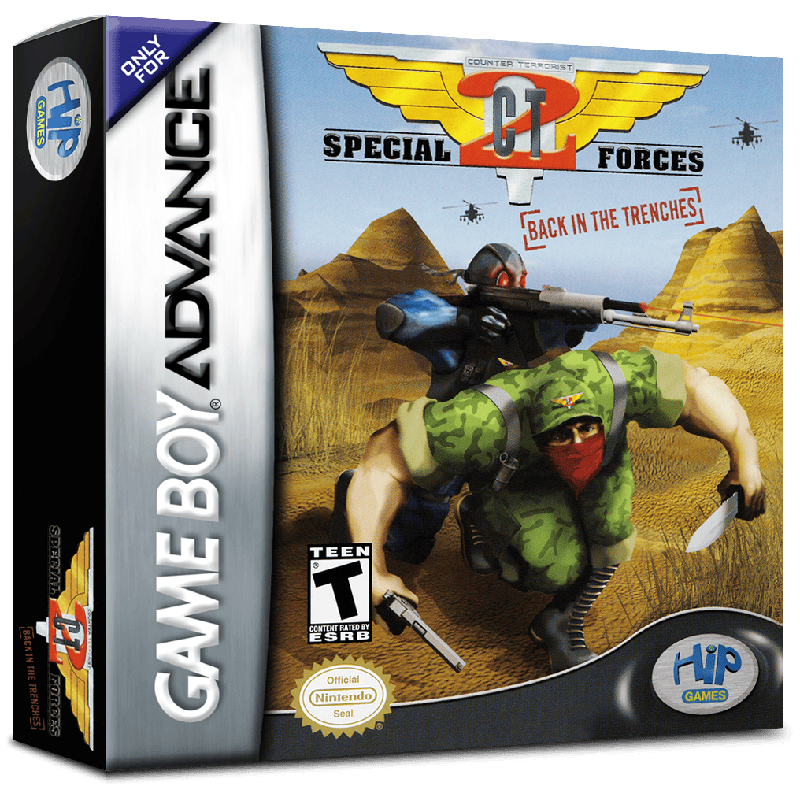 HIP
GAMES
ONLY
FOR
GAME BOY ADVANCE
®
COUNTER TERRORIST
CT 2
SPECIAL FORCES
BACK IN THE TRENCHES
TEEN
®
T
CONTENT RATED BY
ESRB
Official
Nintendo
Seal
®
HIP
GAMES
SPECIAL CT 2 FORCES
BACK IN THE TRENCHES